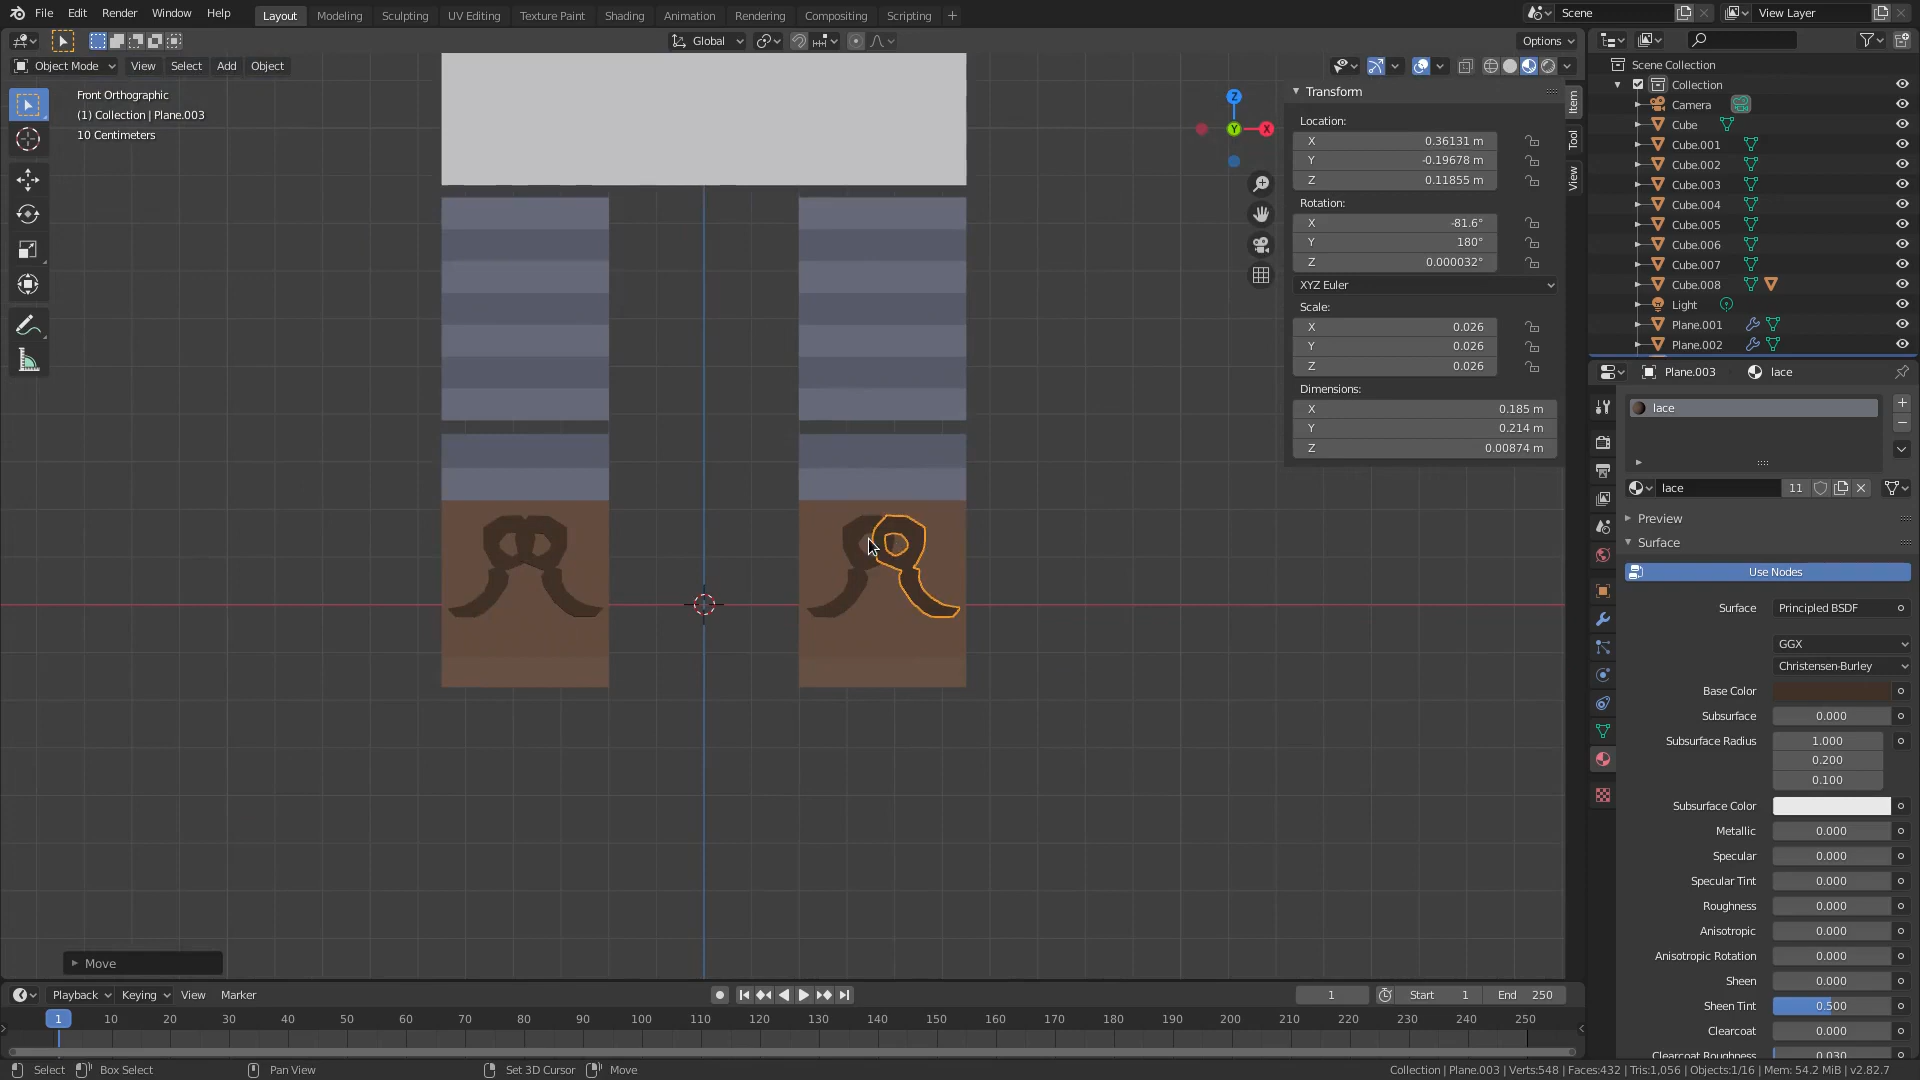 File Edit Render Window Help Layout Modeling Sculpting UV Editing Texture Paint Shading Animation Rendering Compositing Scripting + Scene View Layer
Global Options
Object Mode View Select Add Object
Front Orthographic
(1) Collection | Plane.003
10 Centimeters
Z
Y
X
Transform
Location:
X 0.36131 m
Y -0.19678 m
Z 0.11855 m
Rotation:
X -81.6°
Y 180°
Z 0.000032°
XYZ Euler
Scale:
X 0.026
Y 0.026
Z 0.026
Dimensions:
X 0.185 m
Y 0.214 m
Z 0.00874 m
Item
Tool
View
Scene Collection
Collection
Camera
Cube
Cube.001
Cube.002
Cube.003
Cube.004
Cube.005
Cube.006
Cube.007
Cube.008
Light
Plane.001
Plane.002
Plane.003 lace
lace
lace 11
Preview
Surface
Use Nodes
Surface Principled BSDF
GGX
Christensen-Burley
Base Color
Subsurface 0.000
Subsurface Radius 1.000
0.200
0.100
Subsurface Color
Metallic 0.000
Specular 0.000
Specular Tint 0.000
Roughness 0.000
Anisotropic 0.000
Anisotropic Rotation 0.000
Sheen 0.000
Sheen Tint 0.500
Clearcoat 0.000
Clearcoat Roughness 0.030
Move
Playback Keying View Marker 1 Start 1 End 250
1 10 20 30 40 50 60 70 80 90 100 110 120 130 140 150 160 170 180 190 200 210 220 230 240 250
Select Box Select Pan View Set 3D Cursor Move Collection | Plane.003 | Verts:548 | Faces:432 | Tris:1,056 | Objects:1/16 | Mem: 54.2 MiB | v2.82.7